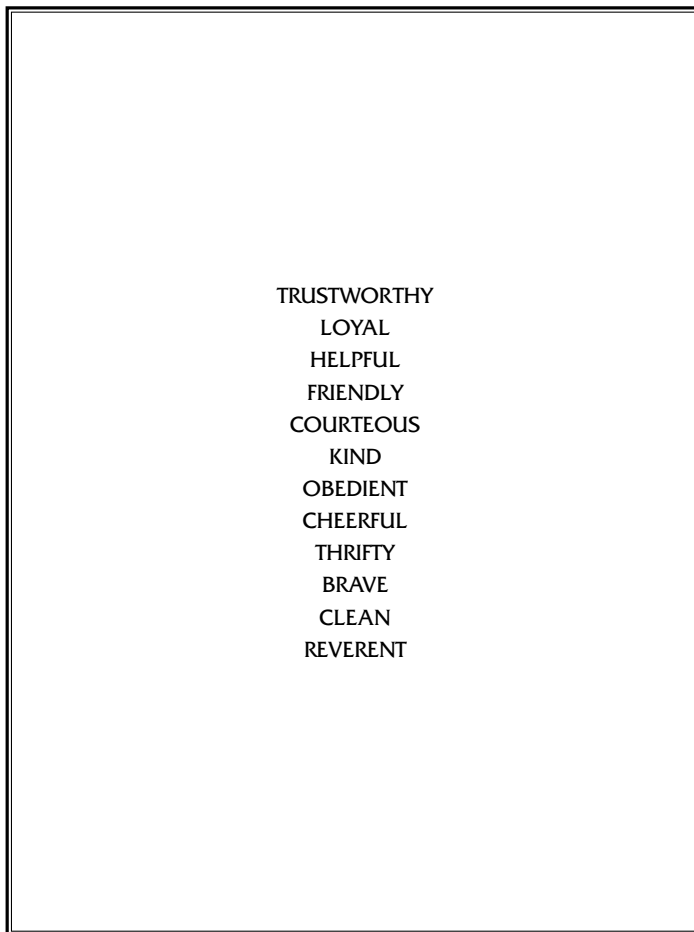 TRUSTWORTHY
LOYAL
HELPFUL
FRIENDLY
COURTEOUS
KIND
OBEDIENT
CHEERFUL
THRIFTY
BRAVE
CLEAN
REVERENT